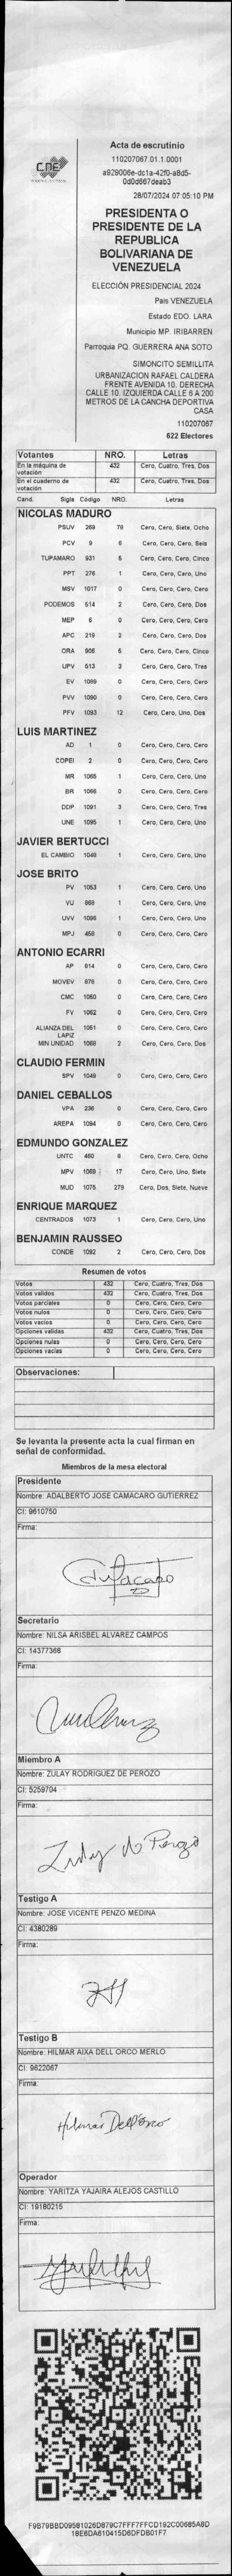 CNE
Acta de escrutinio
110207067.01.1.0001
a929006e-dc1a-42f0-a8d5-
0d0d667deab3
28/07/2024 07:05:10 PM
PRESIDENTA O
PRESIDENTE DE LA
REPUBLICA
BOLIVARIANA DE
VENEZUELA
ELECCIÓN PRESIDENCIAL 2024
País VENEZUELA
Estado EDO. LARA
Municipio MP. IRIBARREN
Parroquia PQ. GUERRERA ANA SOTO
SIMONCITO SEMILLITA
URBANIZACION RAFAEL CALDERA
FRENTE AVENIDA 10. DERECHA
CALLE 10. IZQUIERDA CALLE 6 A 200
METROS DE LA CANCHA DEPORTIVA
CASA
110207067
622 Electores
Votantes NRO. Letras
En la máquina de votación 432 Cero, Cuatro, Tres, Dos
En el cuaderno de votación 432 Cero, Cuatro, Tres, Dos
Cand. Sigla Código NRO. Letras
NICOLAS MADURO
PSUV 269 78 Cero, Cero, Siete, Ocho
PCV 9 6 Cero, Cero, Cero, Seis
TUPAMARO 931 5 Cero, Cero, Cero, Cinco
PPT 276 1 Cero, Cero, Cero, Uno
MSV 1017 0 Cero, Cero, Cero, Cero
PODEMOS 514 2 Cero, Cero, Cero, Dos
MEP 6 0 Cero, Cero, Cero, Cero
APC 219 2 Cero, Cero, Cero, Dos
ORA 906 5 Cero, Cero, Cero, Cinco
UPV 513 3 Cero, Cero, Cero, Tres
EV 1089 0 Cero, Cero, Cero, Cero
PVV 1090 0 Cero, Cero, Cero, Cero
PFV 1093 12 Cero, Cero, Uno, Dos
LUIS MARTINEZ
AD 1 0 Cero, Cero, Cero, Cero
COPEI 2 0 Cero, Cero, Cero, Cero
MR 1065 1 Cero, Cero, Cero, Uno
BR 1066 0 Cero, Cero, Cero, Cero
DDP 1091 3 Cero, Cero, Cero, Tres
UNE 1095 1 Cero, Cero, Cero, Uno
JAVIER BERTUCCI
EL CAMBIO 1048 1 Cero, Cero, Cero, Uno
JOSE BRITO
PV 1053 1 Cero, Cero, Cero, Uno
VU 868 1 Cero, Cero, Cero, Uno
UVV 1096 1 Cero, Cero, Cero, Uno
MPJ 458 0 Cero, Cero, Cero, Cero
ANTONIO ECARRI
AP 814 0 Cero, Cero, Cero, Cero
MOVEV 878 0 Cero, Cero, Cero, Cero
CMC 1050 0 Cero, Cero, Cero, Cero
FV 1062 0 Cero, Cero, Cero, Cero
ALIANZA DEL LAPIZ 1051 0 Cero, Cero, Cero, Cero
MIN UNIDAD 1068 2 Cero, Cero, Cero, Dos
CLAUDIO FERMIN
SPV 1049 0 Cero, Cero, Cero, Cero
DANIEL CEBALLOS
VPA 236 0 Cero, Cero, Cero, Cero
AREPA 1094 0 Cero, Cero, Cero, Cero
EDMUNDO GONZALEZ
UNTC 460 8 Cero, Cero, Cero, Ocho
MPV 1069 17 Cero, Cero, Uno, Siete
MUD 1075 279 Cero, Dos, Siete, Nueve
ENRIQUE MARQUEZ
CENTRADOS 1073 1 Cero, Cero, Cero, Uno
BENJAMIN RAUSSEO
CONDE 1092 2 Cero, Cero, Cero, Dos
Resumen de votos
Votos 432 Cero, Cuatro, Tres, Dos
Votos validos 432 Cero, Cuatro, Tres, Dos
Votos parciales 0 Cero, Cero, Cero, Cero
Votos nulos 0 Cero, Cero, Cero, Cero
Votos vacios 0 Cero, Cero, Cero, Cero
Opciones validas 432 Cero, Cuatro, Tres, Dos
Opciones nulas 0 Cero, Cero, Cero, Cero
Opciones vacias 0 Cero, Cero, Cero, Cero
Observaciones:
Se levanta la presente acta la cual firman en
señal de conformidad.
Miembros de la mesa electoral
Presidente
Nombre: ADALBERTO JOSE CAMACARO GUTIERREZ
CI: 9610750
Firma:
Secretario
Nombre: NILSA ARISBEL ALVAREZ CAMPOS
CI: 14377368
Firma:
Miembro A
Nombre: ZULAY RODRIGUEZ DE PEROZO
CI: 5259704
Firma:
Zulay de Perozo
Testigo A
Nombre: JOSE VICENTE PENZO MEDINA
CI: 4380289
Firma:
Testigo B
Nombre: HILMAR AIXA DELL ORCO MERLO
CI: 9622067
Firma:
Hilmar Dell'Orco
Operador
Nombre: YARITZA YAJAIRA ALEJOS CASTILLO
CI: 19180215
Firma:
F9B79BBD09581026D879C7FFF7FFCD192C00685A8D
18E6DA610415D6DFDB01F7